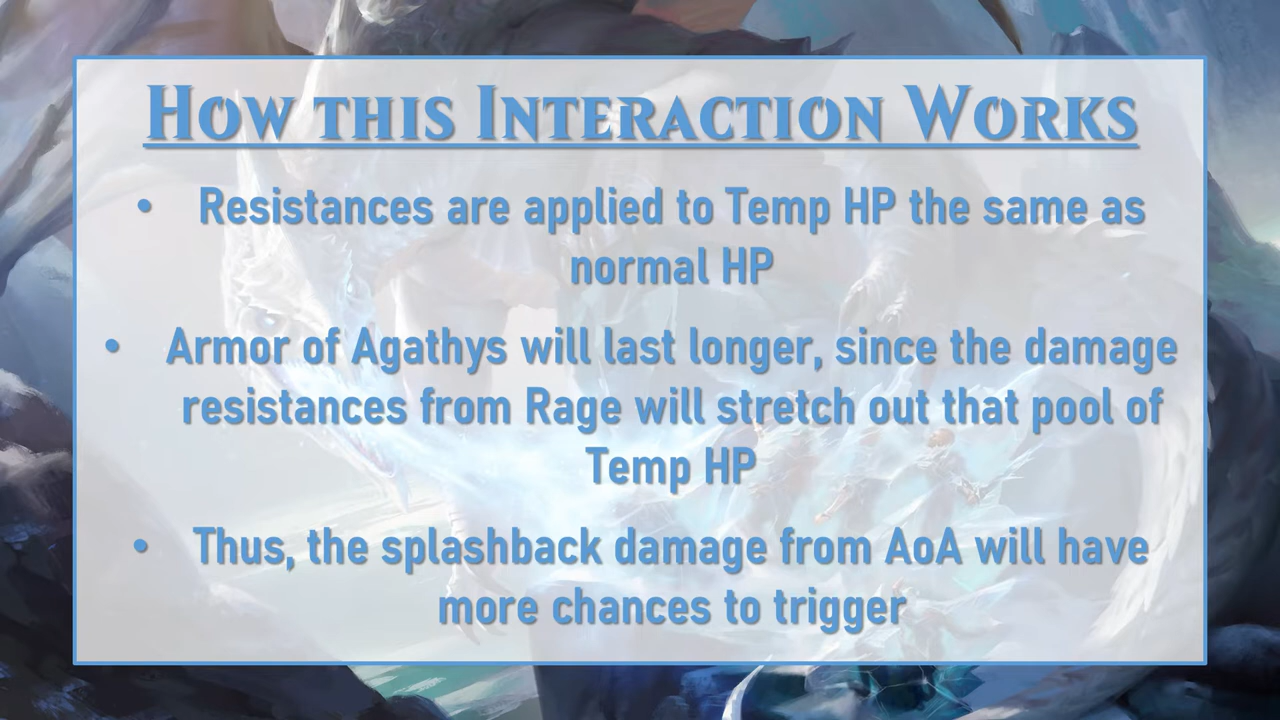 How this Interaction Works
• Resistances are applied to Temp HP the same as
normal HP
• Armor of Agathys will last longer, since the damage
resistances from Rage will stretch out that pool of
Temp HP
• Thus, the splashback damage from AoA will have
more chances to trigger